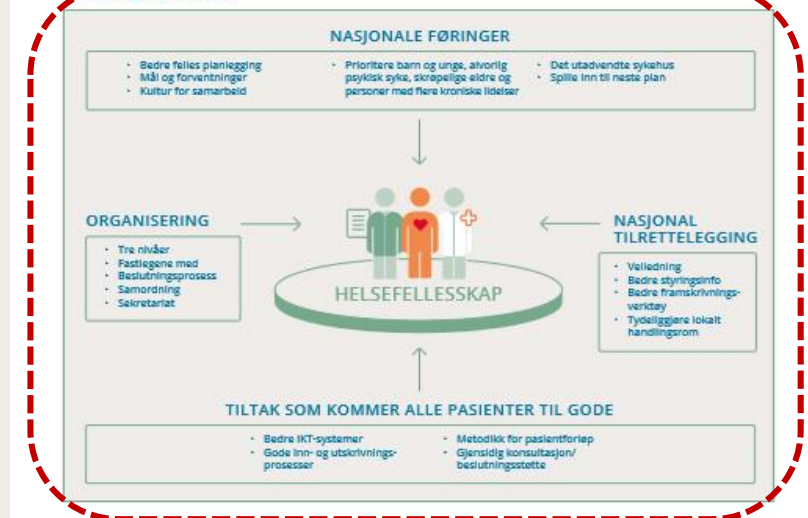 NASJONALE FØRINGER
• Bedre felles planlegging
• Mål og forventninger
• Kultur for samarbeid
• Prioritere barn og unge, alvorlig
psykisk syke, skrøpelige eldre og
personer med flere kroniske lidelser
• Det utadvendte sykehus
• Spille inn til neste plan
ORGANISERING
• Tre nivåer
• Fastlegene med
• Beslutningsprosess
• Samordning
• Sekretariat
HELSEFELLESSKAP
NASJONAL
TILRETTELEGGING
• Veiledning
• Bedre styringsinfo
• Bedre framskrivnings-
verktøy
• Tydeliggjøre lokalt
handlingsrom
TILTAK SOM KOMMER ALLE PASIENTER TIL GODE
• Bedre IKT-systemer
• Gode inn- og utskrivnings-
prosesser
• Metodikk for pasientforløp
• Gjensidig konsultasjon/
beslutningsstøtte